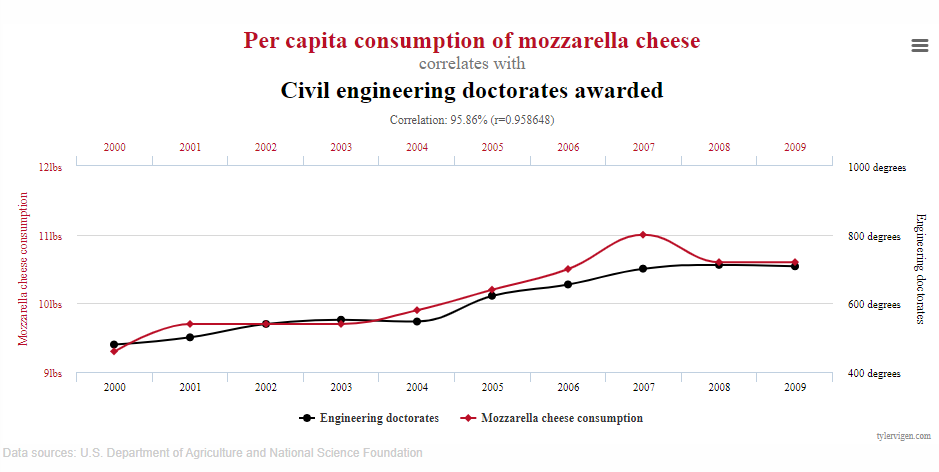 Per capita consumption of mozzarella cheese
correlates with
Civil engineering doctorates awarded
Correlation: 95.86% (r=0.958648)
2000 2001 2002 2003 2004 2005 2006 2007 2008 2009
12lbs
11lbs
10lbs
9lbs
Mozzarella cheese consumption
1000 degrees
800 degrees
600 degrees
400 degrees
Engineering doctorates
2000 2001 2002 2003 2004 2005 2006 2007 2008 2009
Engineering doctorates Mozzarella cheese consumption
tylervigen.com
Data sources: U.S. Department of Agriculture and National Science Foundation